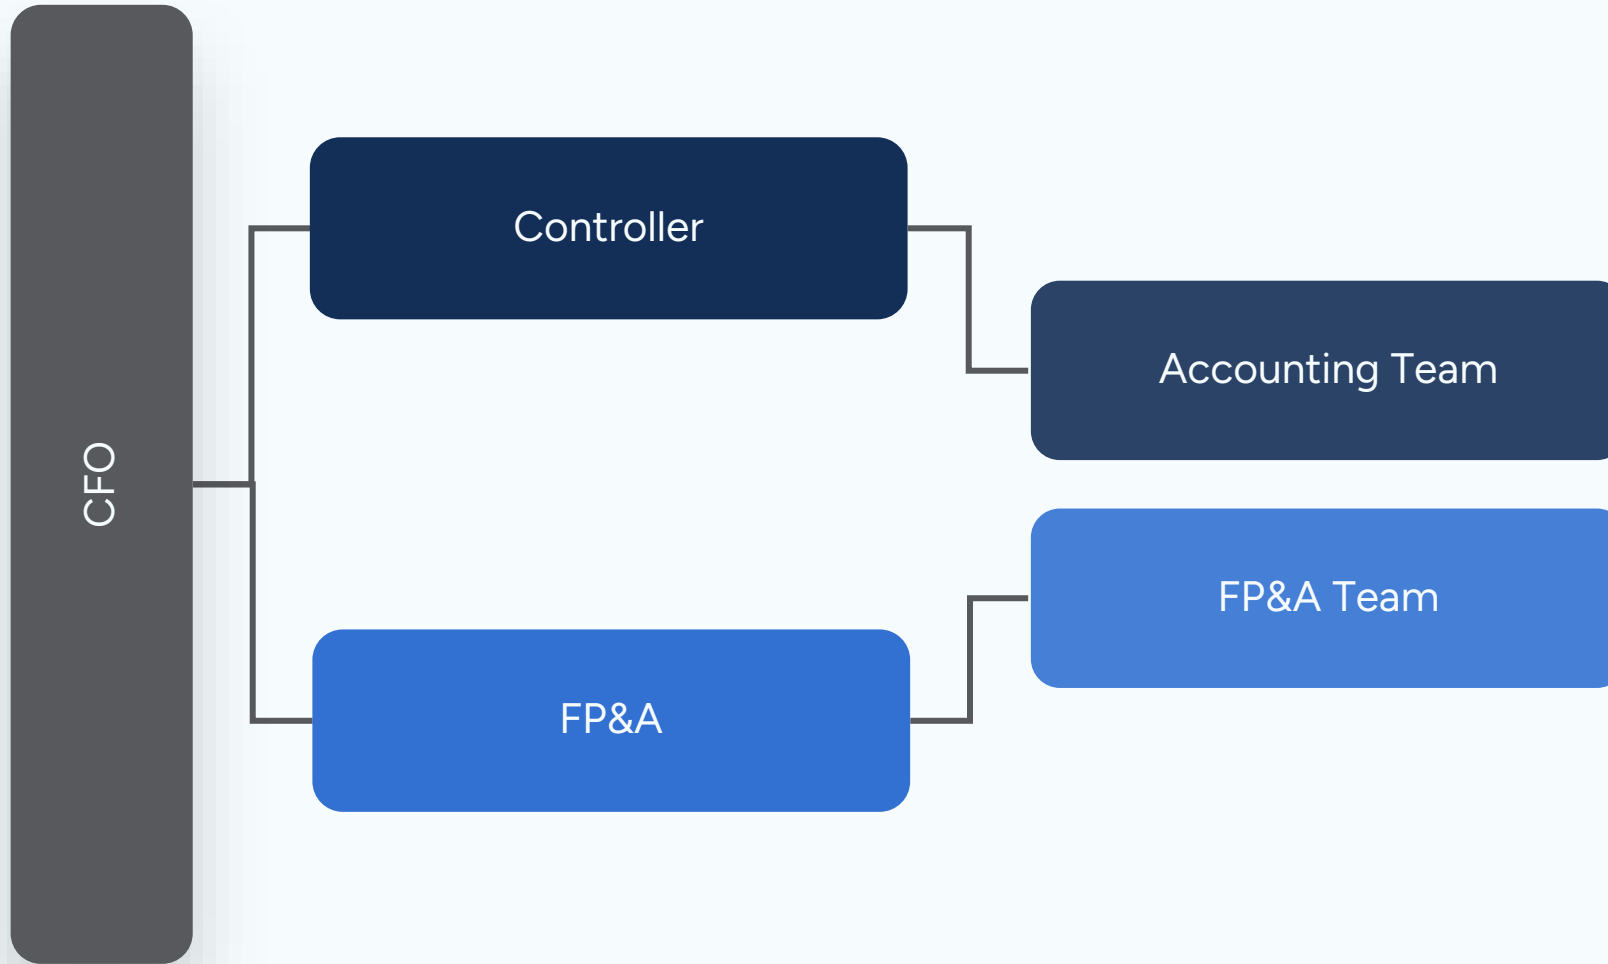 CFO
Controller
Accounting Team
FP&A Team
FP&A